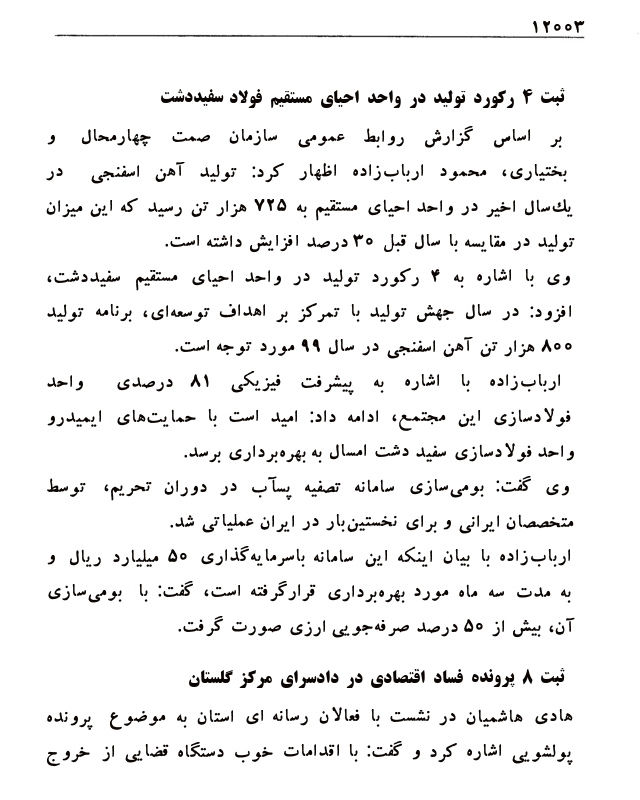 ۱۲۰۰۳
ثبت ۴ رکورد تولید در واحد احیای مستقیم فولاد سفیددشت
بر اساس گزارش روابط عمومی سازمان صمت چهارمحال و
بختیاری، محمود ارباب‌زاده اظهار کرد: تولید آهن اسفنجی در
یك‌سال اخیر در واحد احیای مستقیم به ۷۲۵ هزار تن رسید که این میزان
تولید در مقایسه با سال قبل ۳۰ درصد افزایش داشته است.
وی با اشاره به ۴ رکورد تولید در واحد احیای مستقیم سفیددشت،
افزود: در سال جهش تولید با تمرکز بر اهداف توسعه‌ای، برنامه تولید
۸۰۰ هزار تن آهن اسفنجی در سال ۹۹ مورد توجه است.
ارباب‌زاده با اشاره به پیشرفت فیزیکی ۸۱ درصدی واحد
فولادسازی این مجتمع، ادامه داد: امید است با حمایت‌های ایمیدرو
واحد فولادسازی سفید دشت امسال به بهره‌برداری برسد.
وی گفت: بومی‌سازی سامانه تصفیه پسآب در دوران تحریم، توسط
متخصصان ایرانی و برای نخستین‌بار در ایران عملیاتی شد.
ارباب‌زاده با بیان اینکه این سامانه باسرمایه‌گذاری ۵۰ میلیارد ریال و
به مدت سه ماه مورد بهره‌برداری قرارگرفته است، گفت: با بومی‌سازی
آن، بیش از ۵۰ درصد صرفه‌جویی ارزی صورت گرفت.
ثبت ۸ پرونده فساد اقتصادی در دادسرای مرکز گلستان
هادی هاشمیان در نشست با فعالان رسانه ای استان به موضوع پرونده
پولشویی اشاره کرد و گفت: با اقدامات خوب دستگاه قضایی از خروج